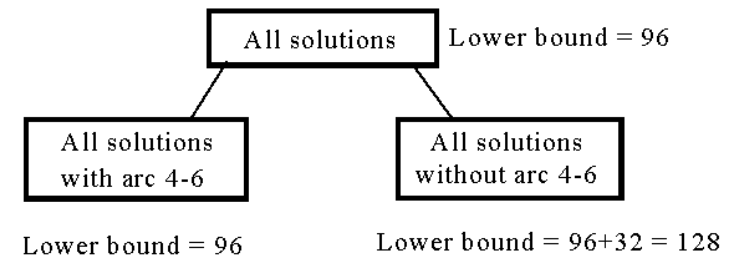 All solutions
Lower bound = 96
All solutions
with arc 4-6
All solutions
without arc 4-6
Lower bound = 96
Lower bound = 96+32 = 128